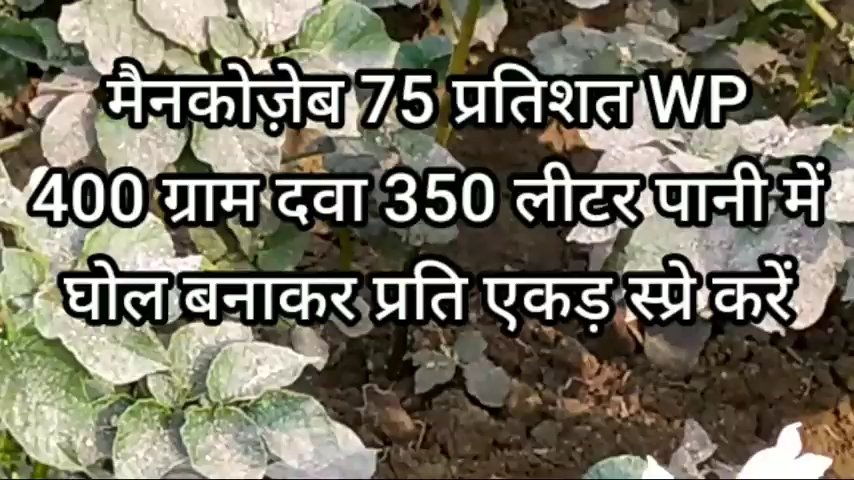 मैनकोज़ेब 75 प्रतिशत WP
400 ग्राम दवा 350 लीटर पानी में
घोल बनाकर प्रति एकड़ स्प्रे करें